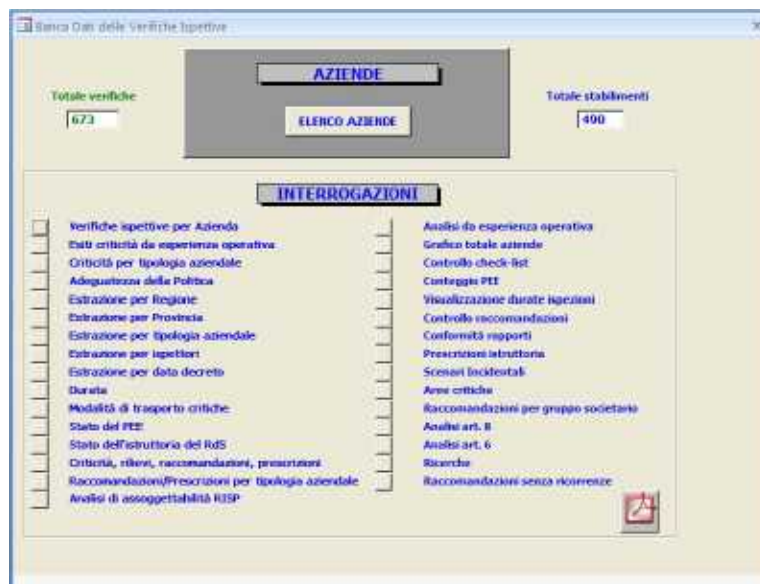 Banca Dati delle Verifiche Ispettive
AZIENDE
Totale verifiche
673
ELENCO AZIENDE
Totale stabilimenti
490
INTERROGAZIONI
Verifiche ispettive per Azienda
Esiti criticità da esperienza operativa
Criticità per tipologia aziendale
Adeguatezza della Politica
Estrazione per Regione
Estrazione per Provincia
Estrazione per tipologia aziendale
Estrazione per ispettori
Estrazione per data decreto
Durata
Modalità di trasporto critiche
Stato del PEE
Stato dell'istruttoria del RdS
Criticità, rilievi, raccomandazioni, prescrizioni
Raccomandazioni/Prescrizioni per tipologia aziendale
Analisi di assoggettabilità RISP
Analisi da esperienza operativa
Grafico totale aziende
Controllo check-list
Conteggio PEE
Visualizzazione durate ispezioni
Controllo raccomandazioni
Conformità rapporti
Prescrizioni istruttoria
Scenari Incidentali
Aree critiche
Raccomandazioni per gruppo societario
Analisi art. 8
Analisi art. 6
Ricerche
Raccomandazioni senza ricorrenze